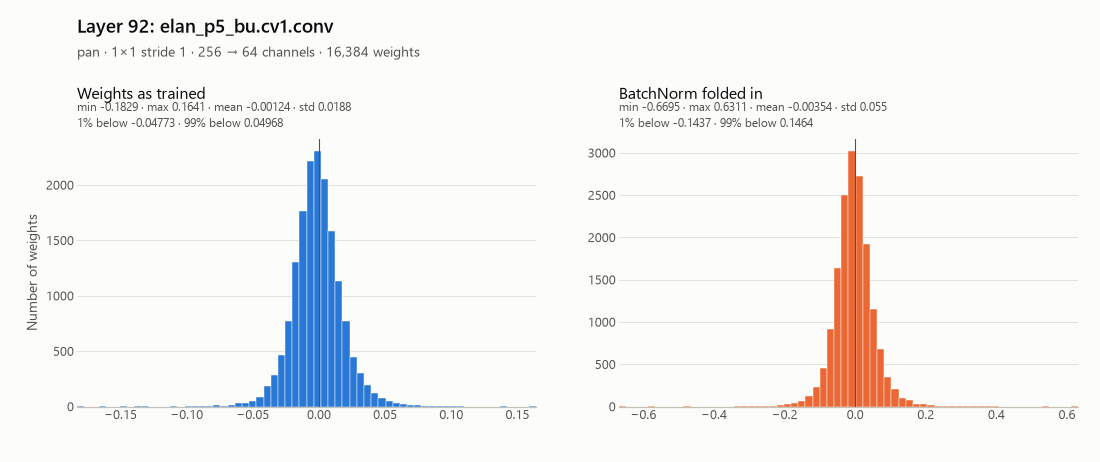 Layer 92: elan_p5_bu.cv1.conv
pan · 1×1 stride 1 · 256 → 64 channels · 16,384 weights
Weights as trained
min -0.1829 · max 0.1641 · mean -0.00124 · std 0.0188
1% below -0.04773 · 99% below 0.04968
Number of weights
2000
1500
1000
500
0
−0.15
−0.10
−0.05
0.00
0.05
0.10
0.15
BatchNorm folded in
min -0.6695 · max 0.6311 · mean -0.00354 · std 0.055
1% below -0.1437 · 99% below 0.1464
3000
2500
2000
1500
1000
500
0
−0.6
−0.4
−0.2
0.0
0.2
0.4
0.6